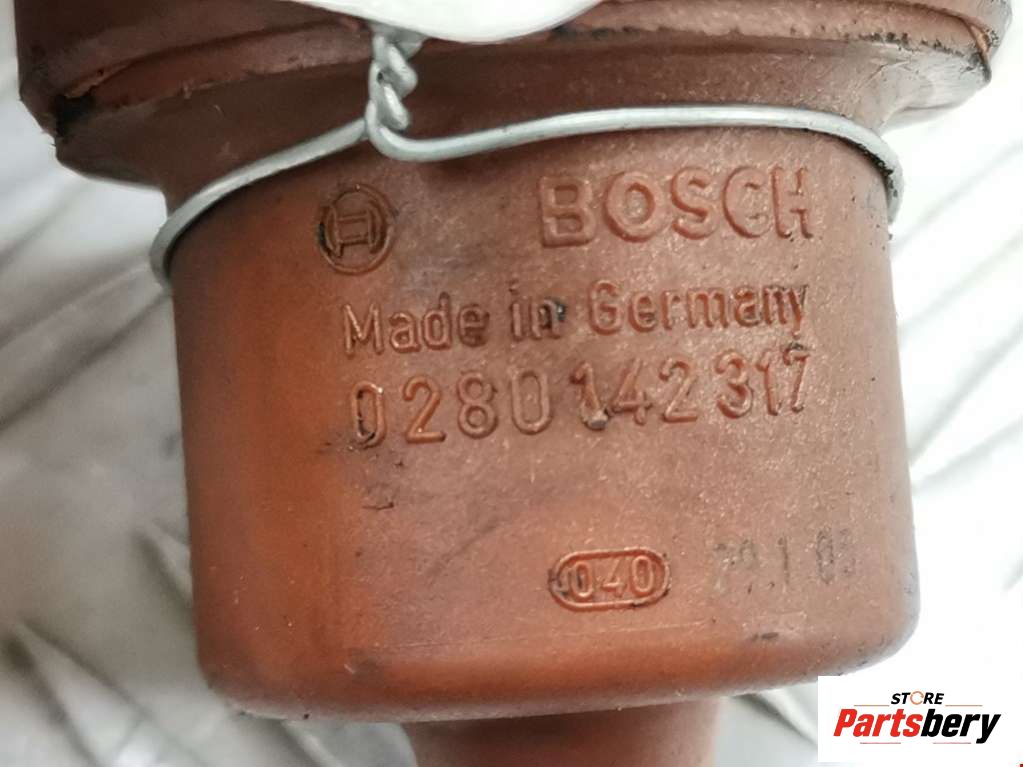 BOSCH
Made in Germany
0280142317
040
STORE
Partsbery